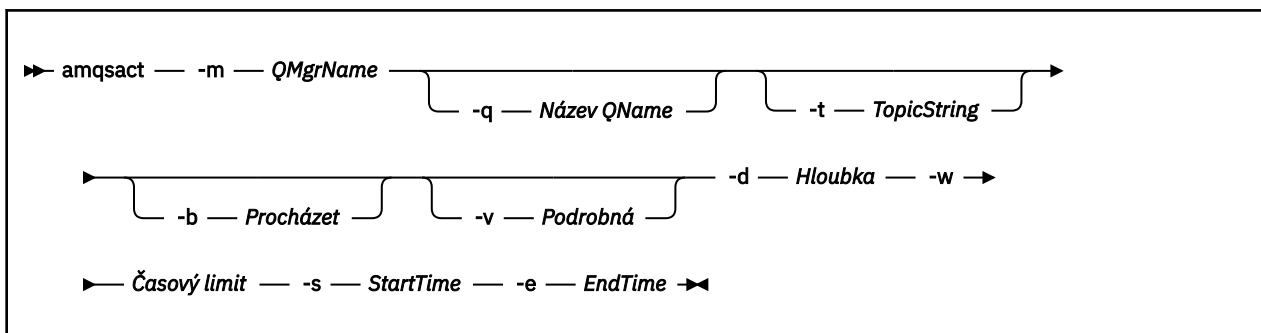 amqsact -m QMgrName
-q Název QName
-t TopicString
-b Procházet
-v Podrobná
-d Hloubka -w
Časový limit -s StartTime -e EndTime